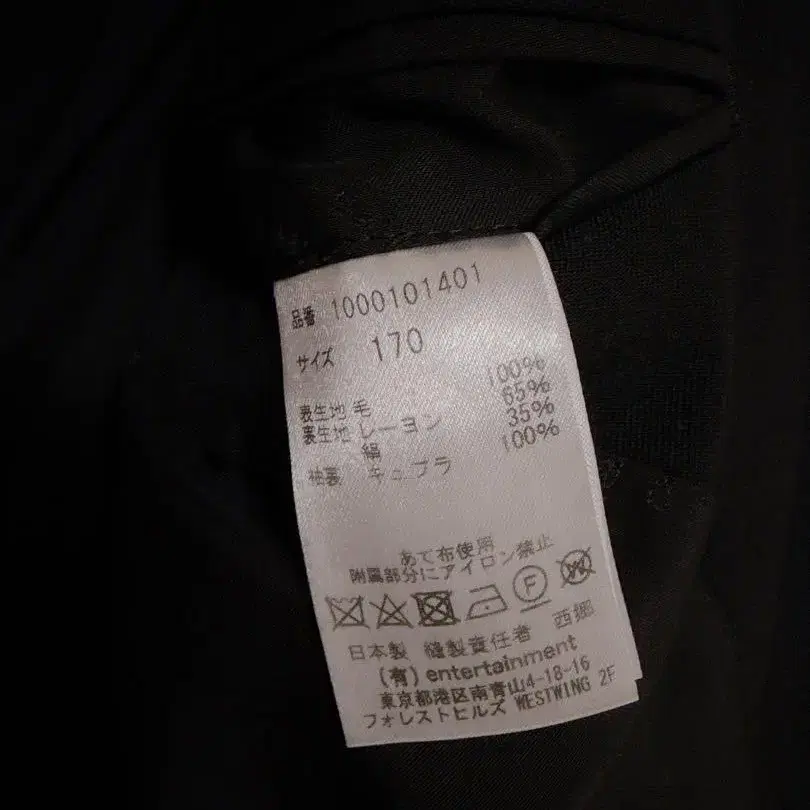 品番 1000101401
サイズ 170
表生地 毛 100%
裏生地 レーヨン 65%
絹 35%
袖裏 キュプラ 100%
あて布使用
附属部分にアイロン禁止
F W
日本製 縫製責任者 西郷
(有) entertainment
東京都港区南青山4-18-16
フォレストヒルズ WESTWING 2F